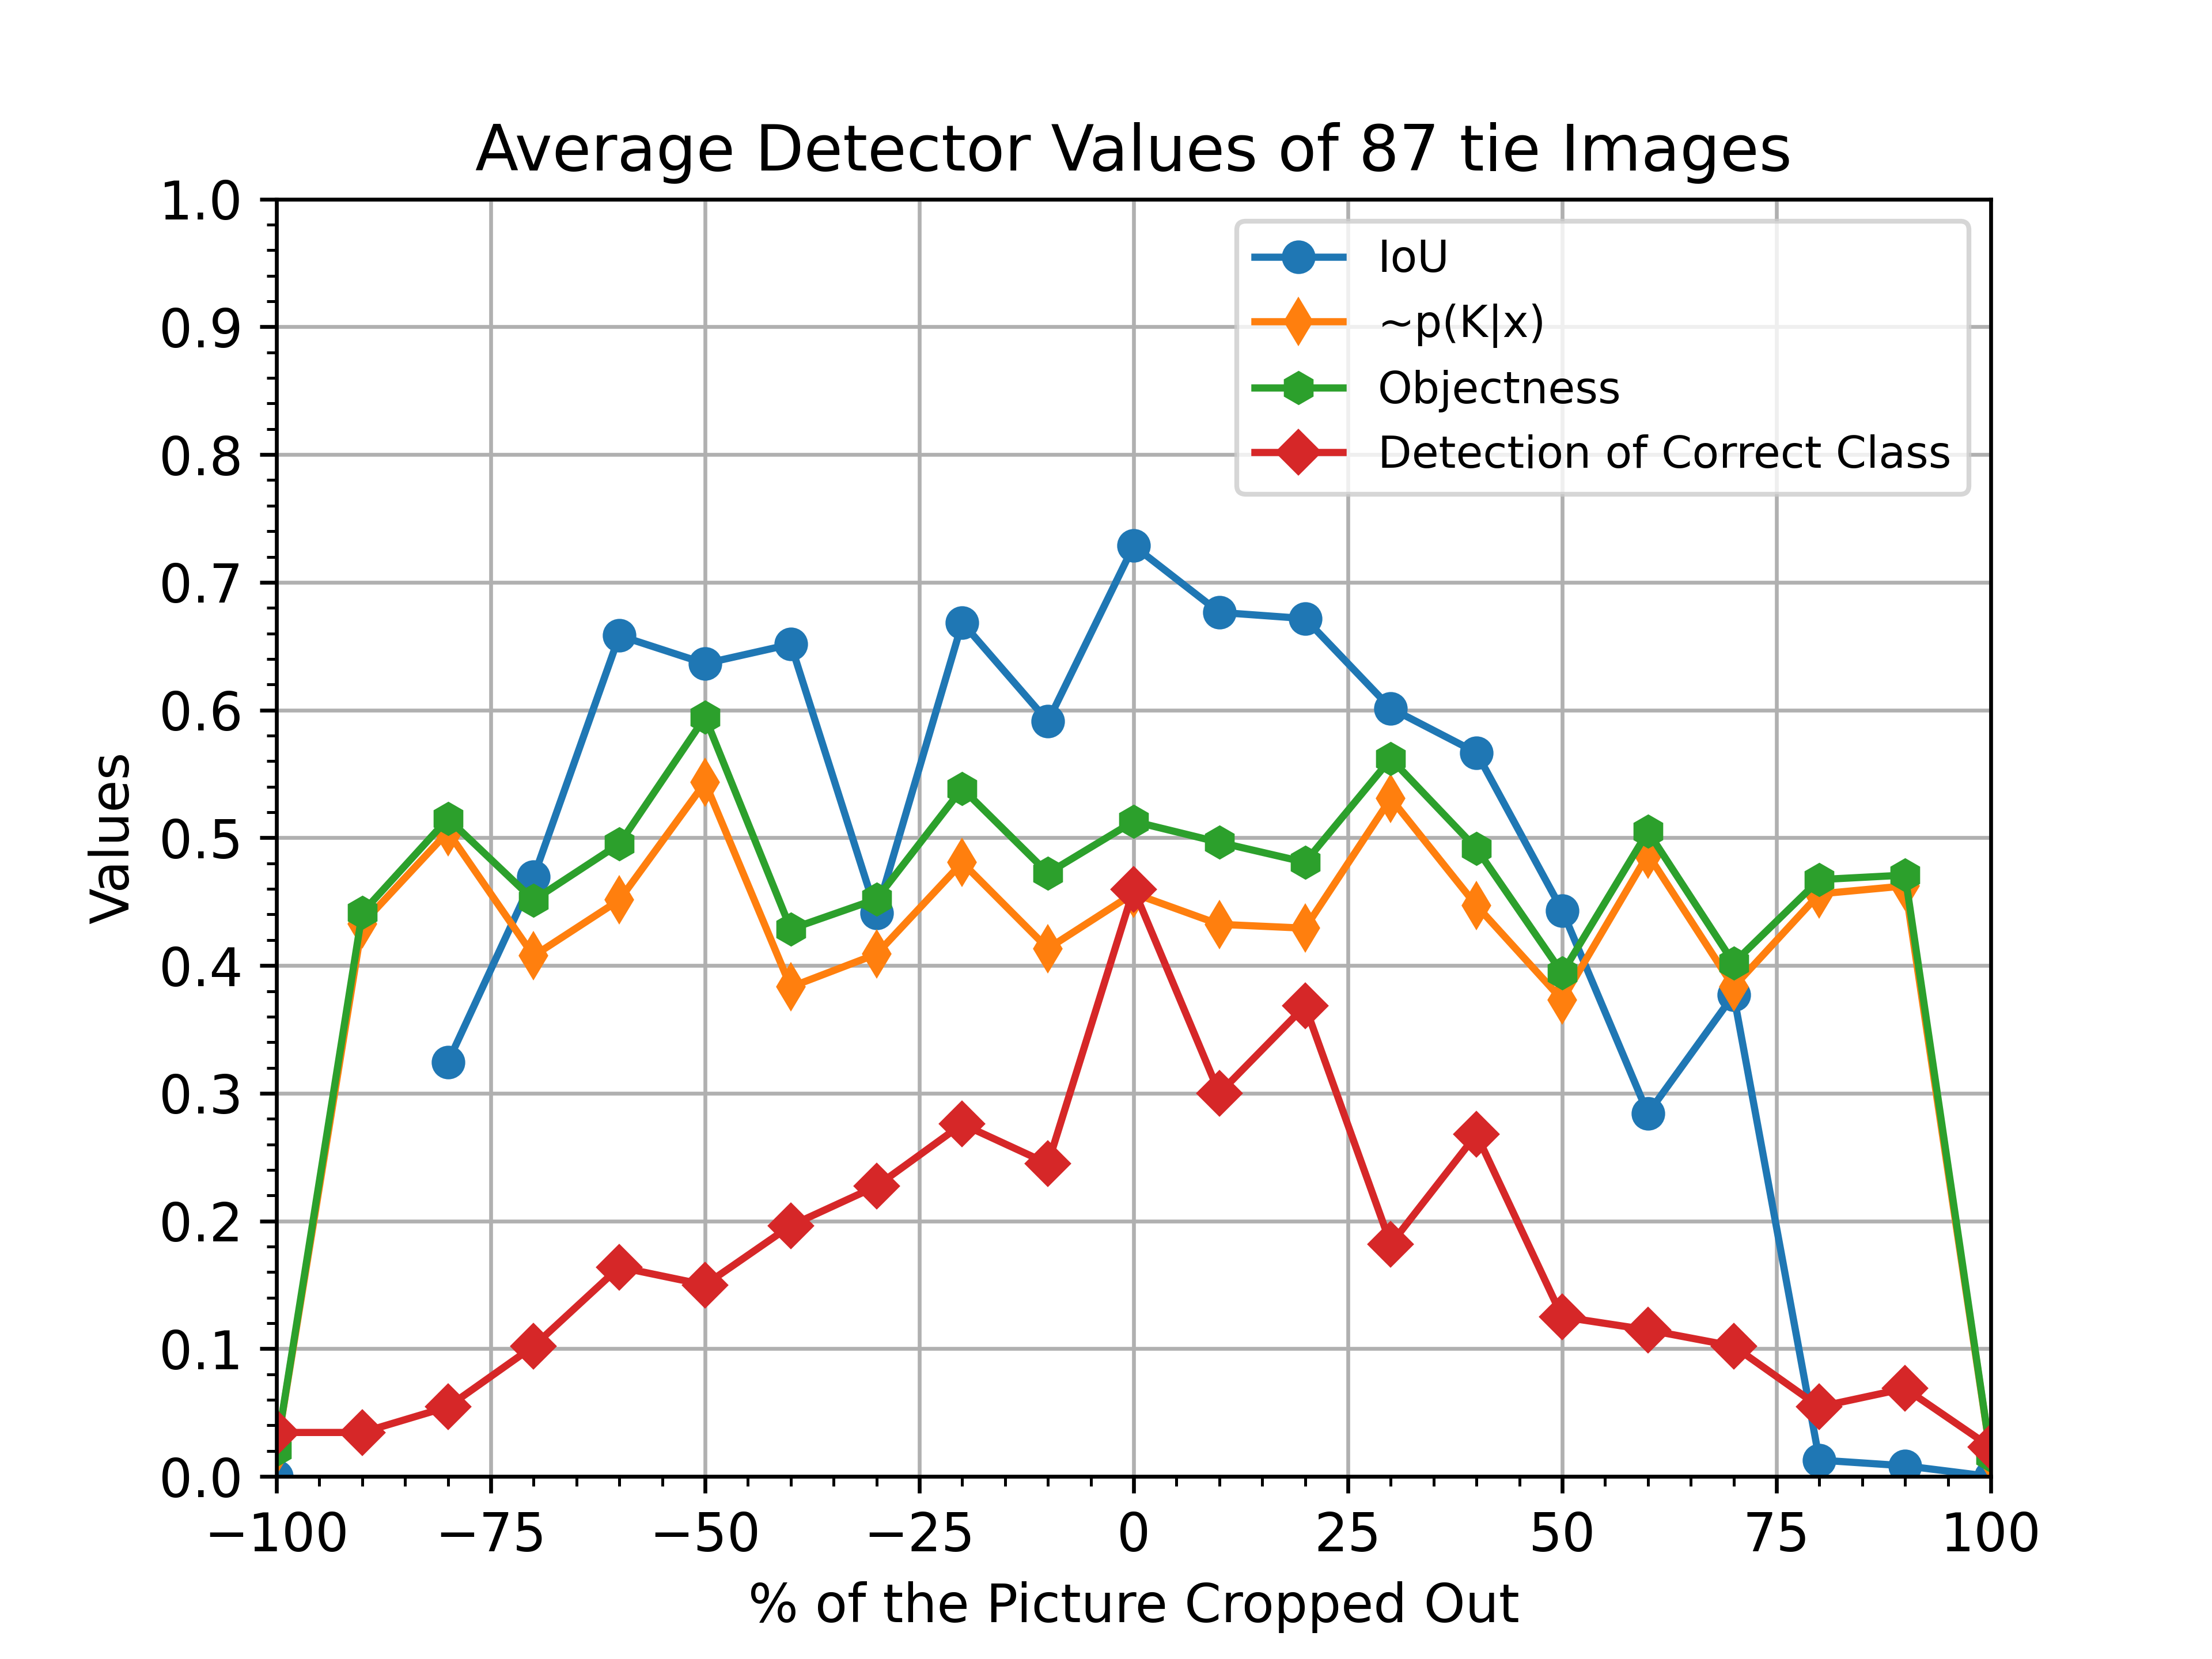 Average Detector Values of 87 tie Images
1.0
0.9
0.8
0.7
0.6
0.5
0.4
0.3
0.2
0.1
0.0
Values
IoU
~p(K|x)
Objectness
Detection of Correct Class
−100
−75
−50
−25
0
25
50
75
100
% of the Picture Cropped Out